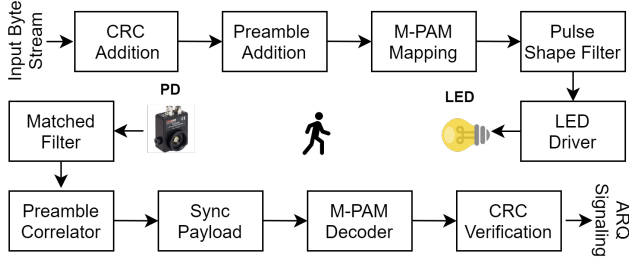 Input Byte
Stream
CRC
Addition
Preamble
Addition
M-PAM
Mapping
Pulse
Shape Filter
Matched
Filter
PD
LED
LED
Driver
Preamble
Correlator
Sync
Payload
M-PAM
Decoder
CRC
Verification
ARQ
Signaling